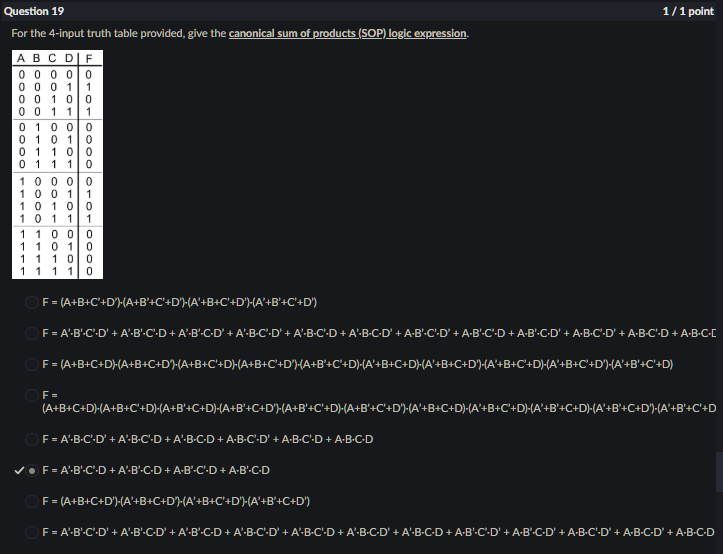 Question 19
1 / 1 point
For the 4-input truth table provided, give the canonical sum of products (SOP) logic expression.
A B C D F
0 0 0 0 0
0 0 0 1 1
0 0 1 0 0
0 0 1 1 1
0 1 0 0 0
0 1 0 1 0
0 1 1 0 0
0 1 1 1 0
1 0 0 0 0
1 0 0 1 1
1 0 1 0 0
1 0 1 1 1
1 1 0 0 0
1 1 0 1 0
1 1 1 0 0
1 1 1 1 0
F = (A+B+C'+D')·(A+B'+C'+D')·(A'+B+C'+D')·(A'+B'+C'+D')
F = A'·B'·C'·D' + A'·B'·C'·D + A'·B'·C·D' + A'·B·C'·D' + A'·B·C'·D + A'·B·C·D' + A·B'·C'·D' + A·B'·C'·D + A·B'·C·D' + A·B·C'·D' + A·B·C'·D + A·B·C·D
F = (A+B+C+D)·(A+B+C+D')·(A+B+C'+D)·(A+B+C'+D')·(A+B'+C'+D)·(A'+B+C+D)·(A'+B+C+D')·(A'+B+C'+D)·(A'+B+C'+D')·(A'+B'+C'+D)
F =
(A+B+C+D)·(A+B+C'+D)·(A+B'+C+D)·(A+B'+C+D')·(A+B'+C'+D)·(A+B'+C'+D')·(A'+B+C+D)·(A'+B+C'+D)·(A'+B'+C+D)·(A'+B'+C+D')·(A'+B'+C'+D
F = A'·B·C'·D' + A'·B·C'·D + A'·B·C·D + A·B·C'·D' + A·B·C'·D + A·B·C·D
F = A'·B'·C'·D + A'·B'·C·D + A·B'·C'·D + A·B'·C·D
F = (A+B+C+D')·(A'+B+C+D')·(A'+B+C'+D')·(A'+B'+C+D')
F = A'·B'·C'·D' + A'·B'·C·D' + A'·B'·C·D + A'·B·C'·D' + A'·B·C'·D + A'·B·C·D' + A'·B·C·D + A·B'·C'·D' + A·B'·C·D' + A·B·C'·D' + A·B·C·D' + A·B·C·D